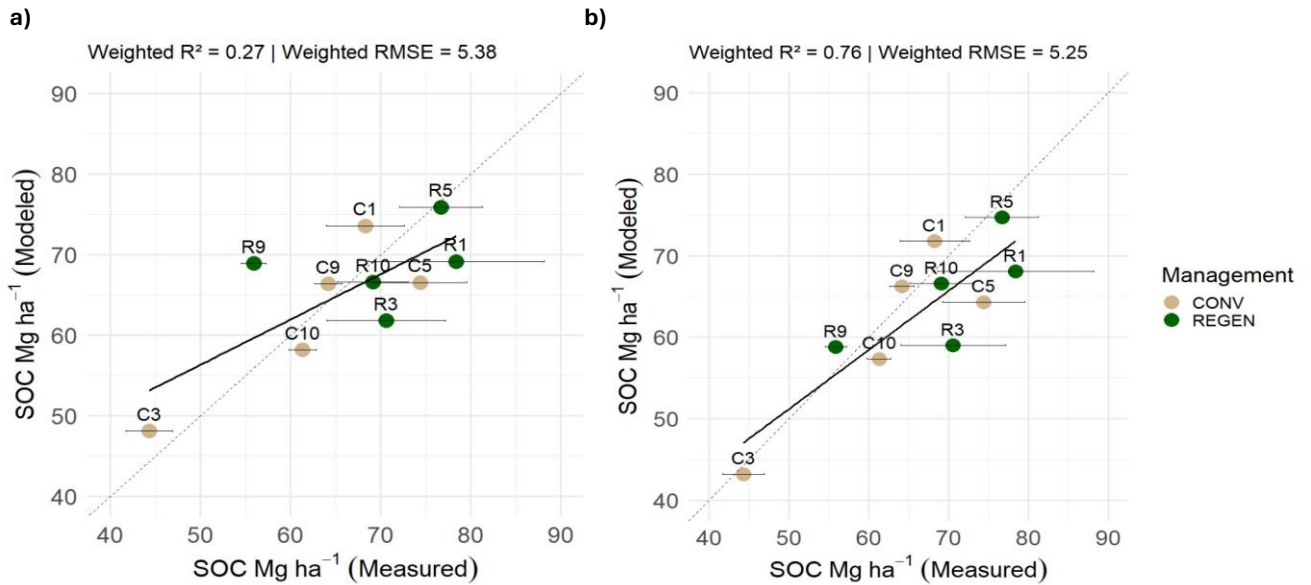 a)
Weighted R² = 0.27 | Weighted RMSE = 5.38
SOC Mg ha⁻¹ (Modeled)
90
80
70
60
50
40
R5
C1
R9
R1
C9
R10
C5
R3
C10
C3
40 50 60 70 80 90
SOC Mg ha⁻¹ (Measured)
b)
Weighted R² = 0.76 | Weighted RMSE = 5.25
SOC Mg ha⁻¹ (Modeled)
90
80
70
60
50
40
R5
C1
R1
C9
R10
C5
R9
C10
R3
C3
40 50 60 70 80 90
SOC Mg ha⁻¹ (Measured)
Management
CONV
REGEN